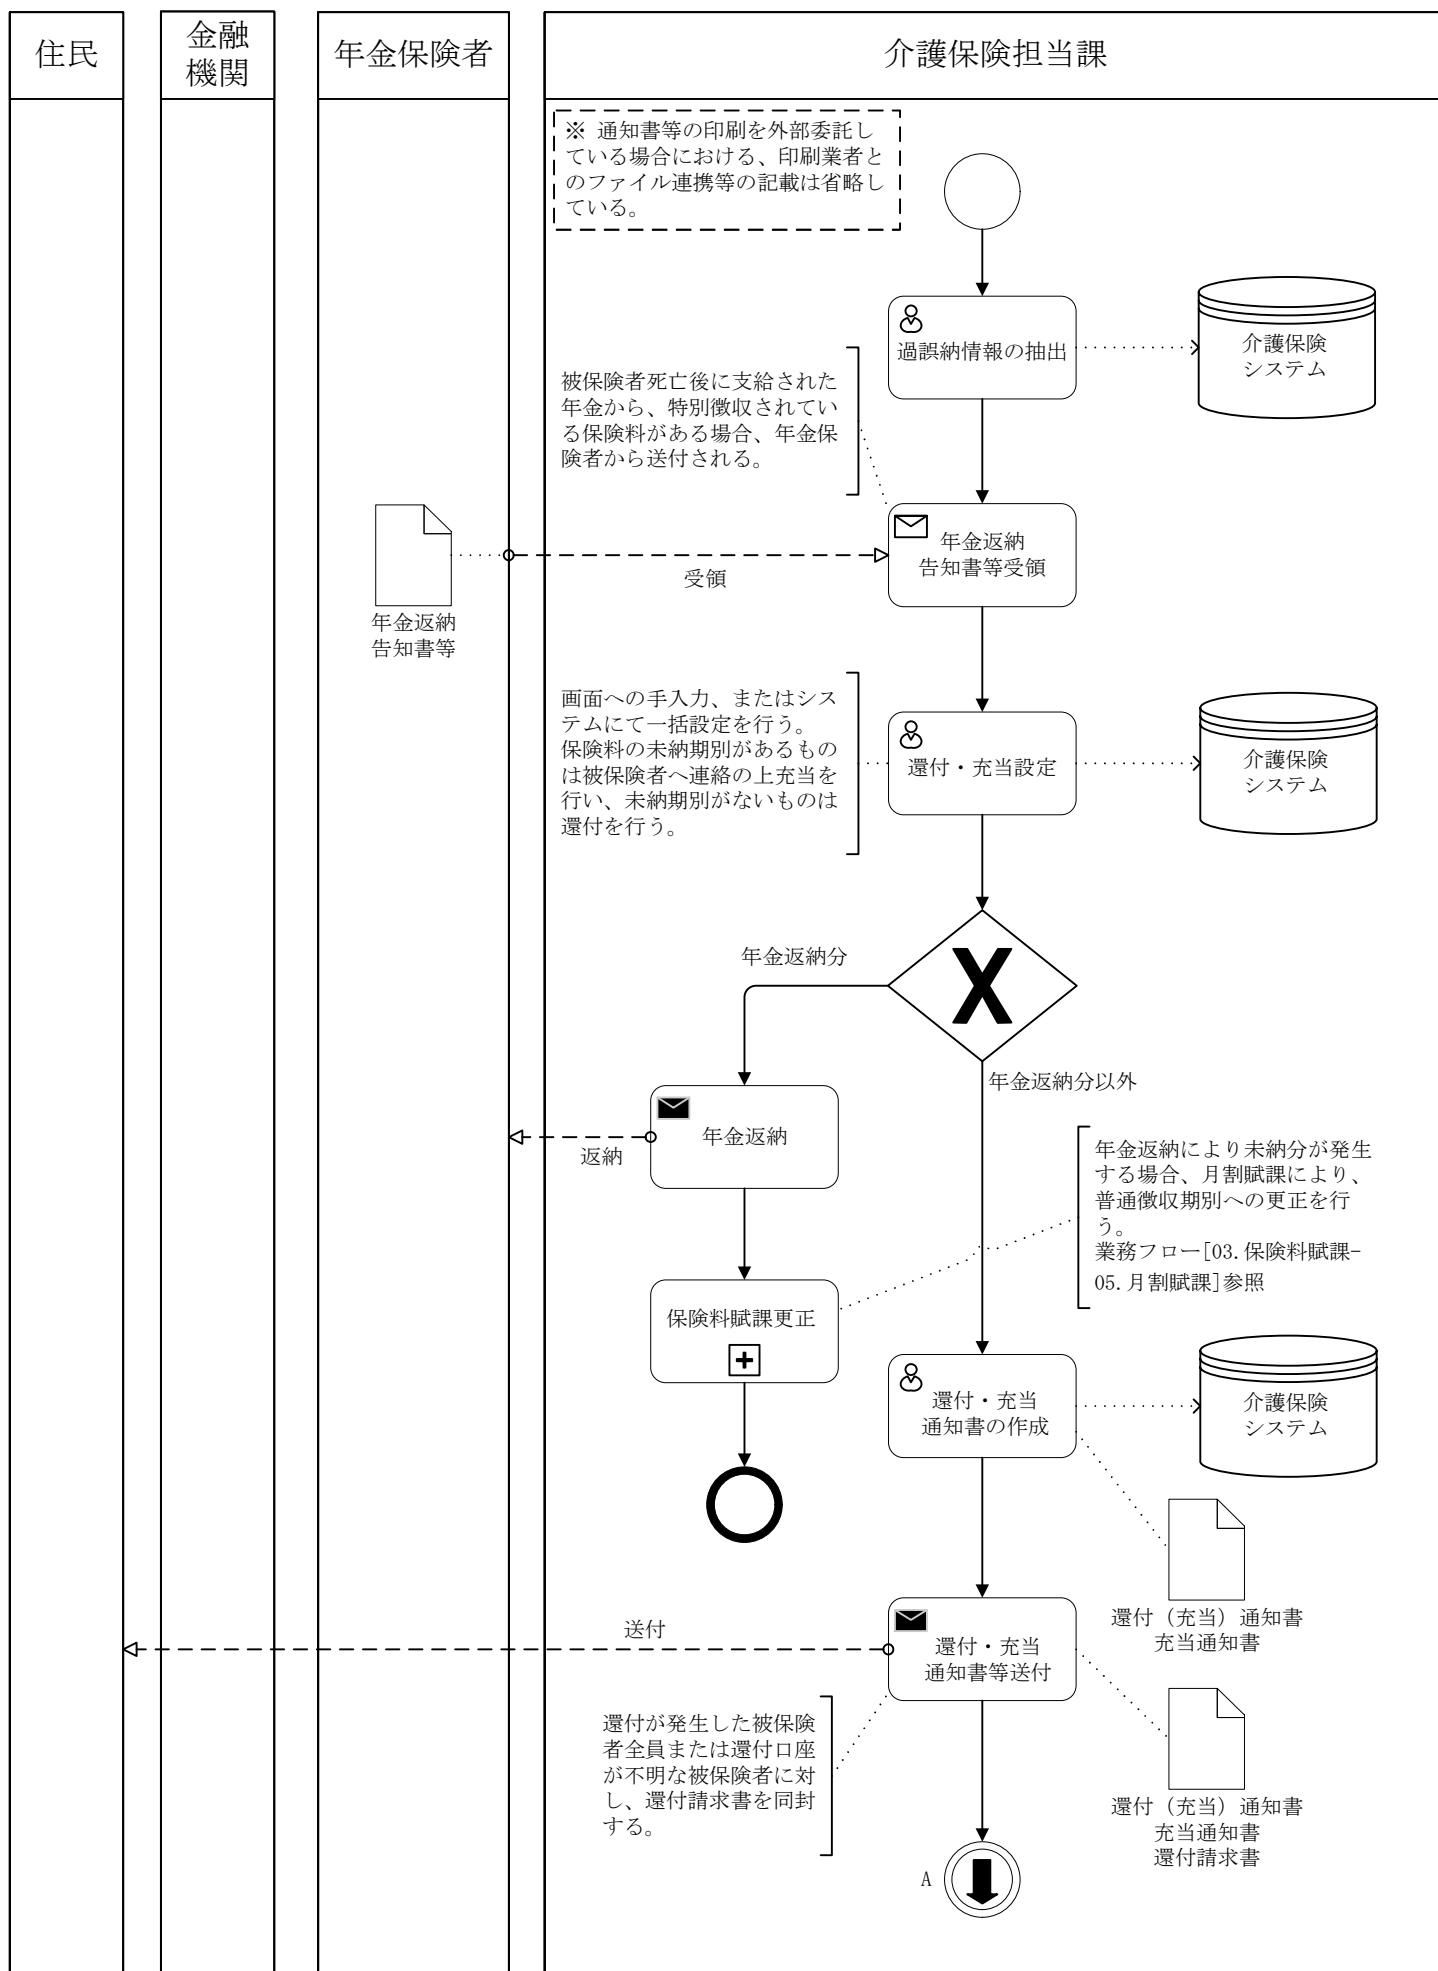 住民
金融
機関
年金保険者
介護保険担当課
※ 通知書等の印刷を外部委託し
ている場合における、印刷業者と
のファイル連携等の記載は省略し
ている。
過誤納情報の抽出
介護保険
システム
被保険者死亡後に支給された
年金から、特別徴収されてい
る保険料がある場合、年金保
険者から送付される。
年金返納
告知書等受領
受領
年金返納
告知書等
画面への手入力、またはシス
テムにて一括設定を行う。
保険料の未納期別があるもの
は被保険者へ連絡の上充当を
行い、未納期別がないものは
還付を行う。
還付・充当設定
介護保険
システム
年金返納分
X
年金返納分以外
年金返納
返納
年金返納により未納分が発生
する場合、月割賦課により、
普通徴収期別への更正を行
う。
業務フロー[03.保険料賦課-
05.月割賦課]参照
保険料賦課更正
還付・充当
通知書の作成
介護保険
システム
還付（充当）通知書
充当通知書
送付
還付・充当
通知書等送付
還付が発生した被保険
者全員または還付口座
が不明な被保険者に対
し、還付請求書を同封
する。
還付（充当）通知書
充当通知書
還付請求書
A